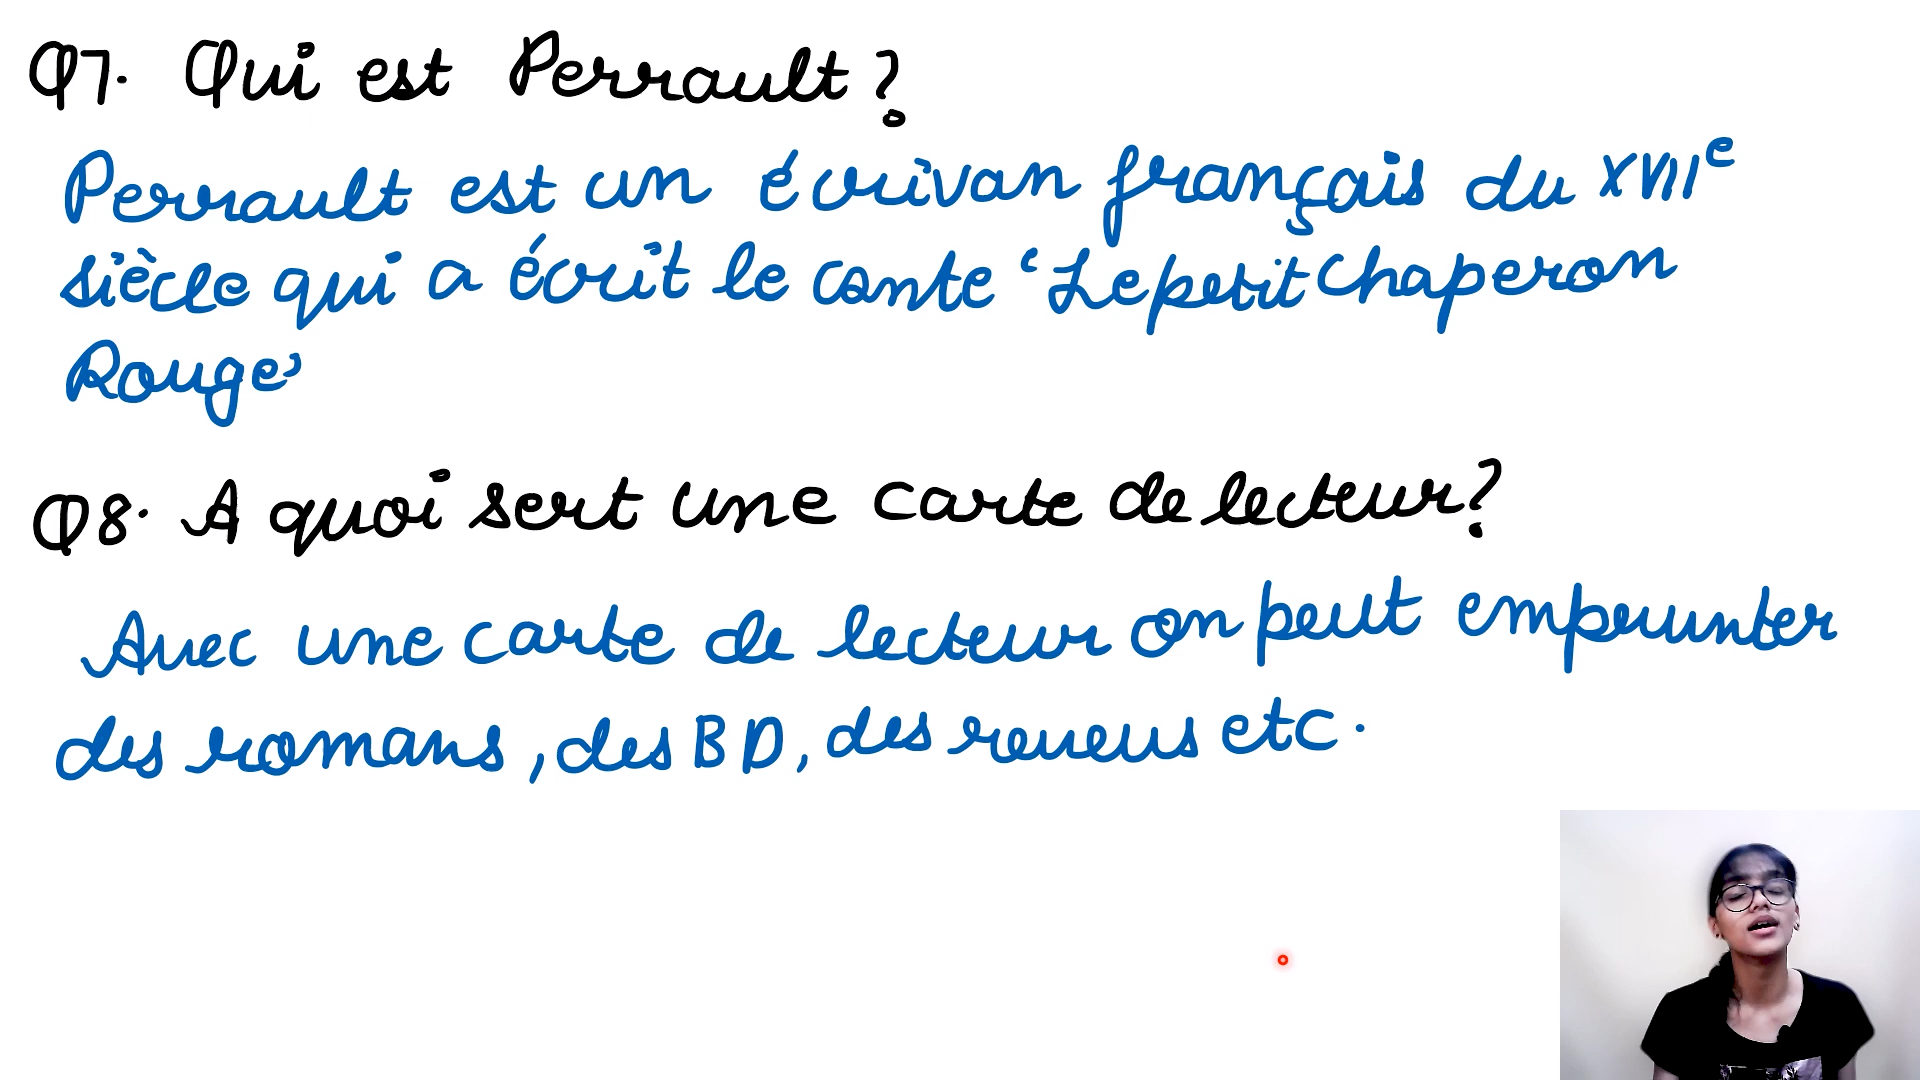 Q7. Qui est Perrault ?
Perrault est un écrivan français du XVIIe
siècle qui a écrit le conte ‘Le petit Chaperon
Rouge’
Q8. A quoi sert une carte de lecteur ?
Avec une carte de lecteur on peut emprunter
des romans, des BD, des reveus etc.